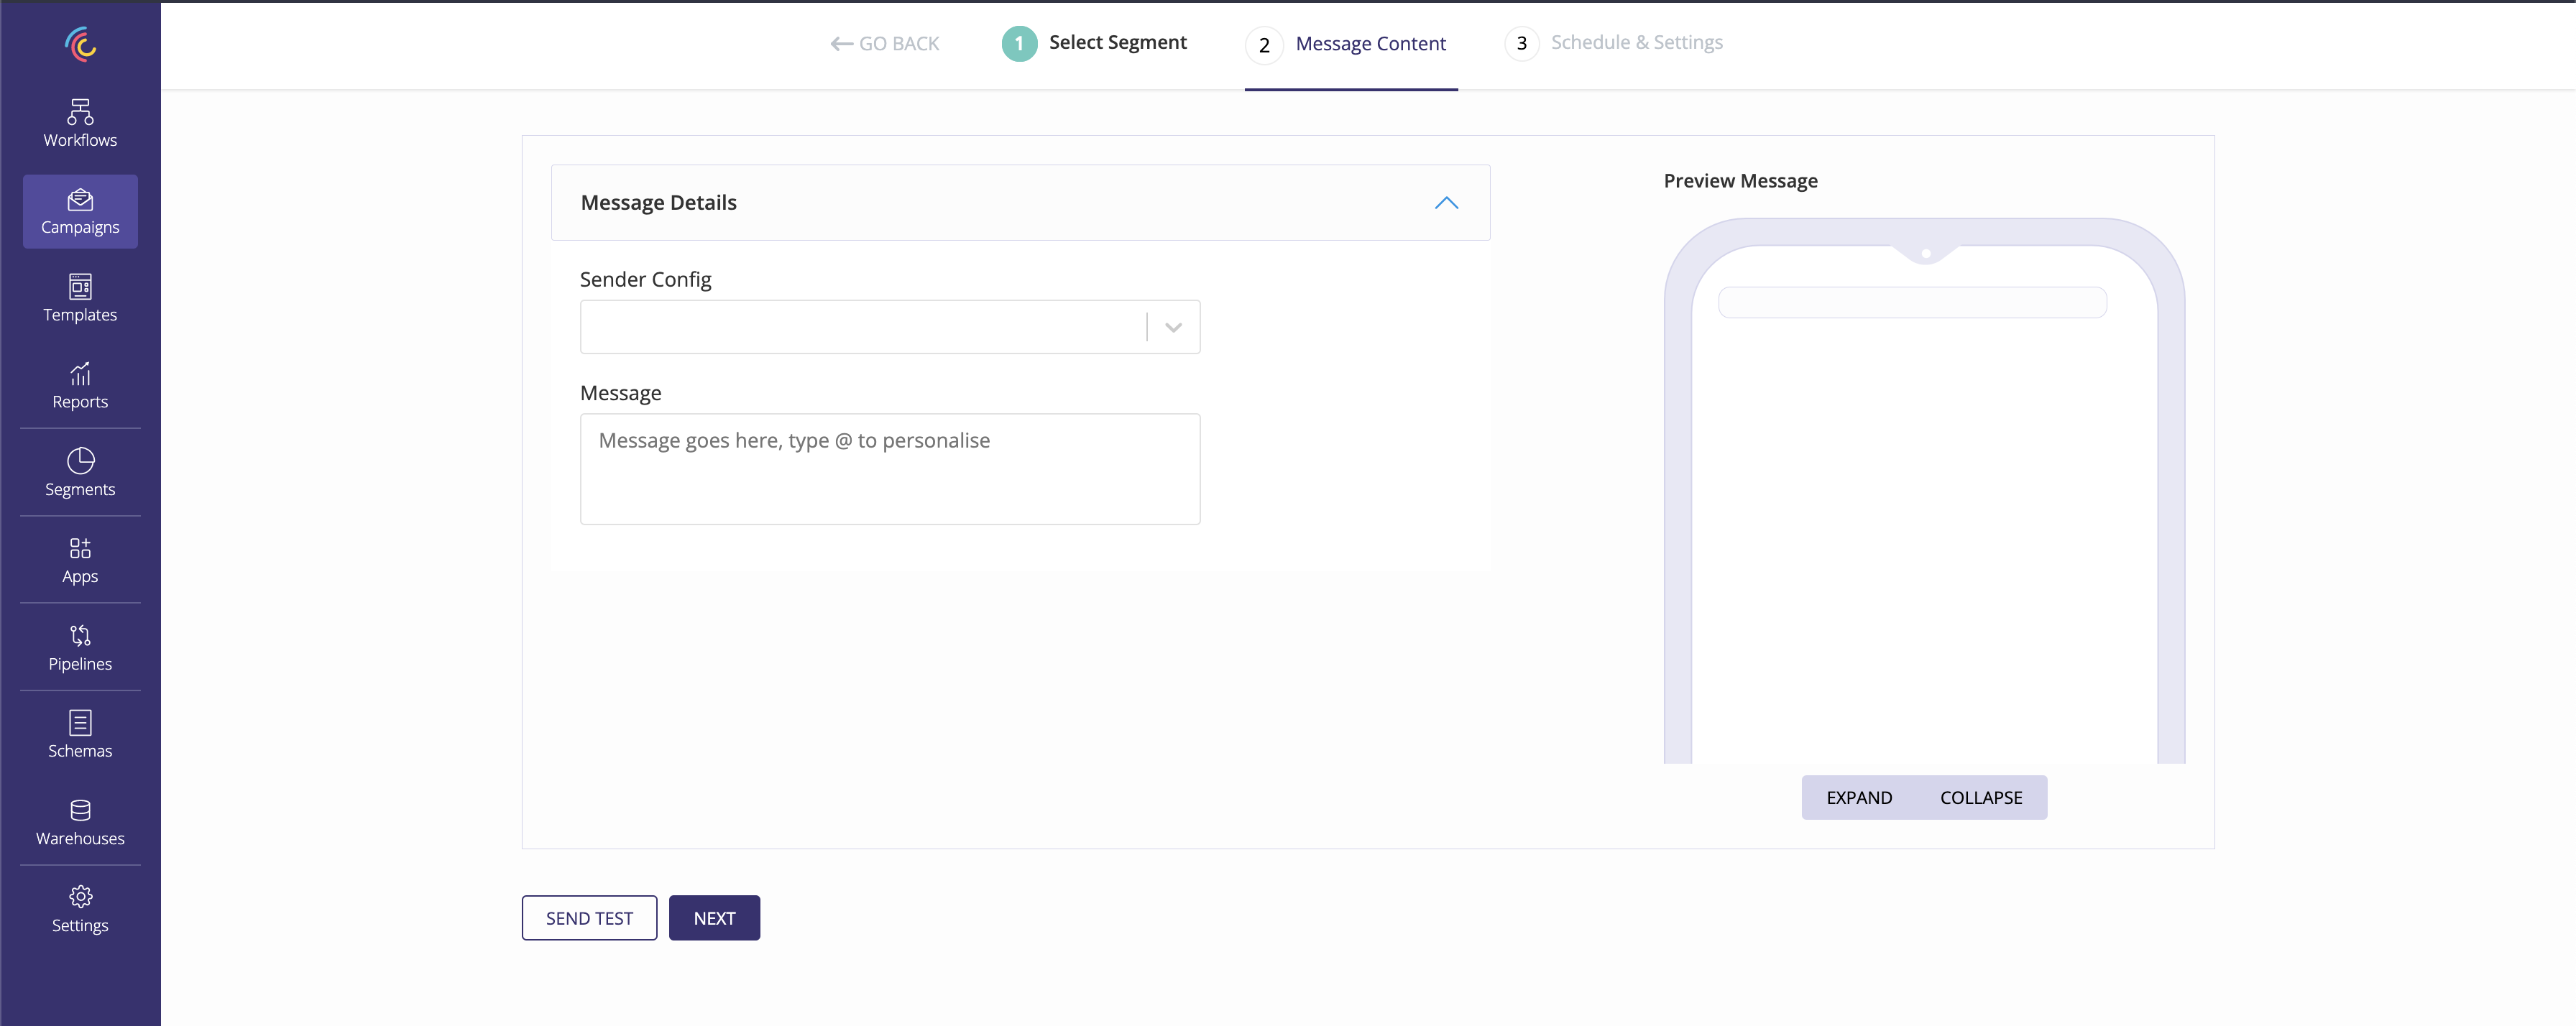 GO BACK
1 Select Segment
2 Message Content
3 Schedule & Settings
Workflows
Campaigns
Templates
Reports
Segments
Apps
Pipelines
Schemas
Warehouses
Settings
Message Details
Sender Config
Message
Message goes here, type @ to personalise
Preview Message
EXPAND COLLAPSE
SEND TEST NEXT